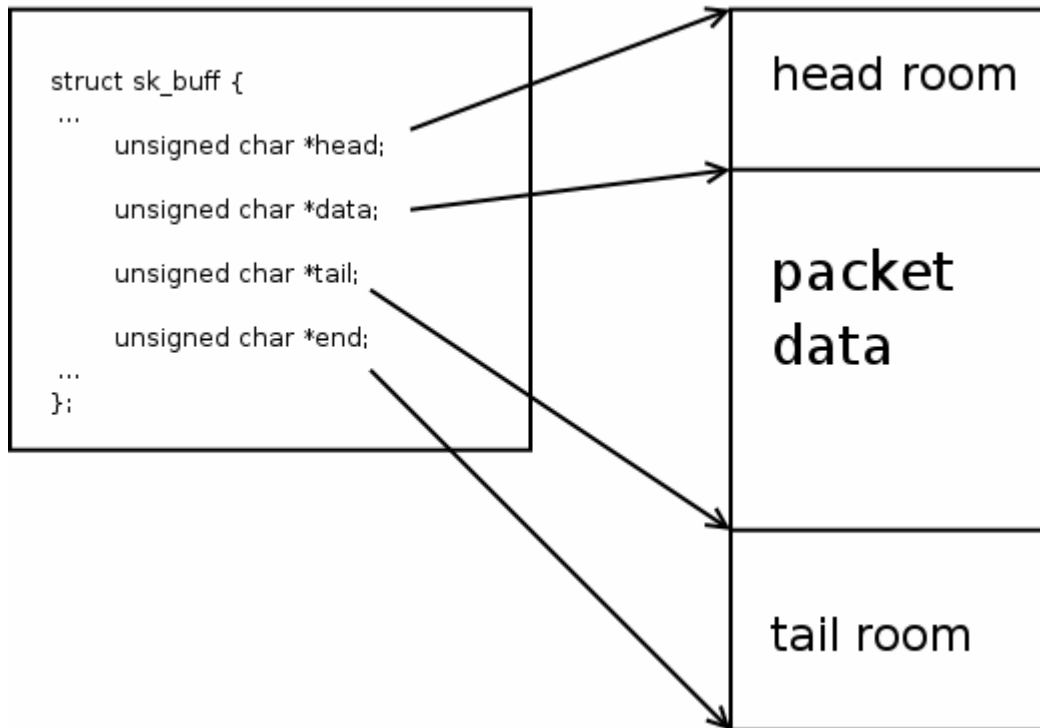 struct sk_buff {
...
unsigned char *head;
unsigned char *data;
unsigned char *tail;
unsigned char *end;
...
};
head room
packet
data
tail room